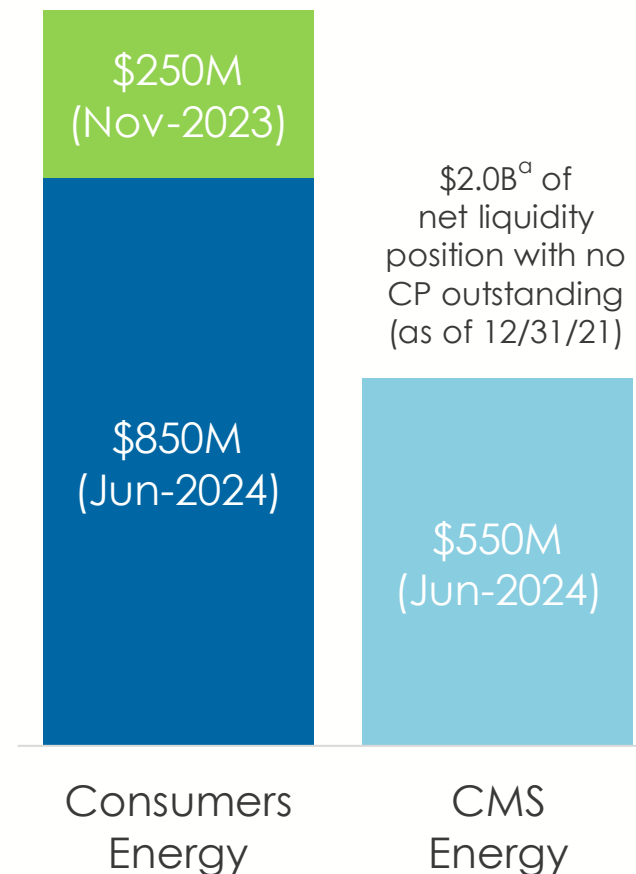 $250M
(Nov-2023)
$850M
(Jun-2024)
Consumers
Energy
$2.0Bᵃ of
net liquidity
position with no
CP outstanding
(as of 12/31/21)
$550M
(Jun-2024)
CMS
Energy